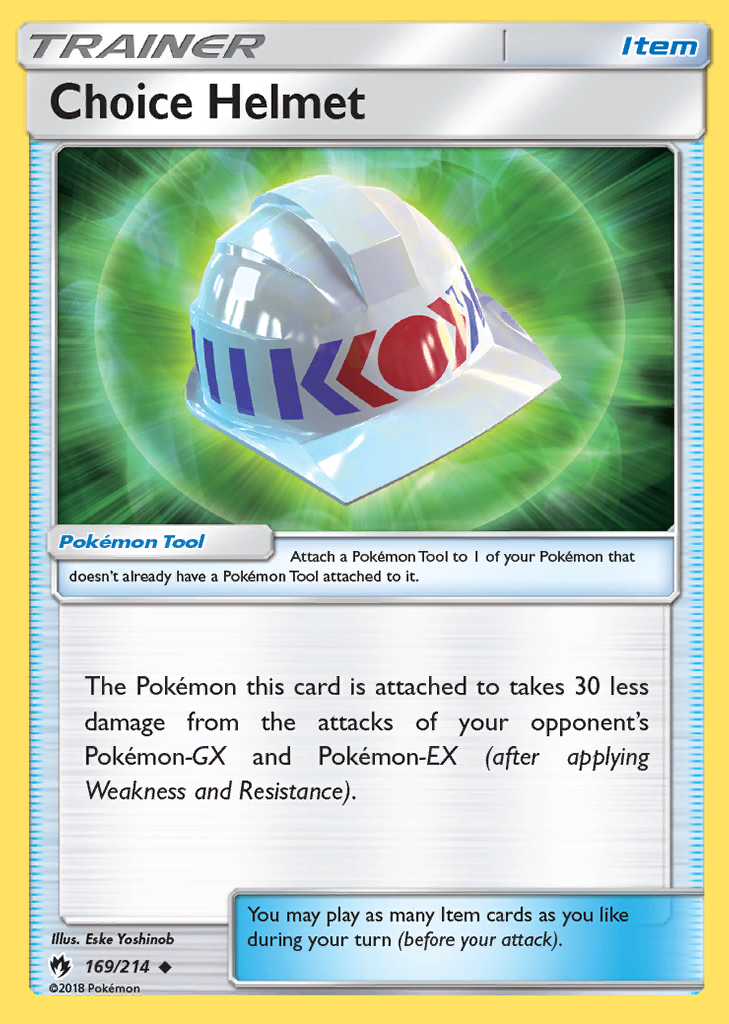 TRAINER
Item
Choice Helmet
Pokémon Tool
Attach a Pokémon Tool to 1 of your Pokémon that
doesn't already have a Pokémon Tool attached to it.
The Pokémon this card is attached to takes 30 less
damage from the attacks of your opponent's
Pokémon-GX and Pokémon-EX (after applying
Weakness and Resistance).
You may play as many Item cards as you like
during your turn (before your attack).
Illus. Eske Yoshinob
169/214
©2018 Pokémon